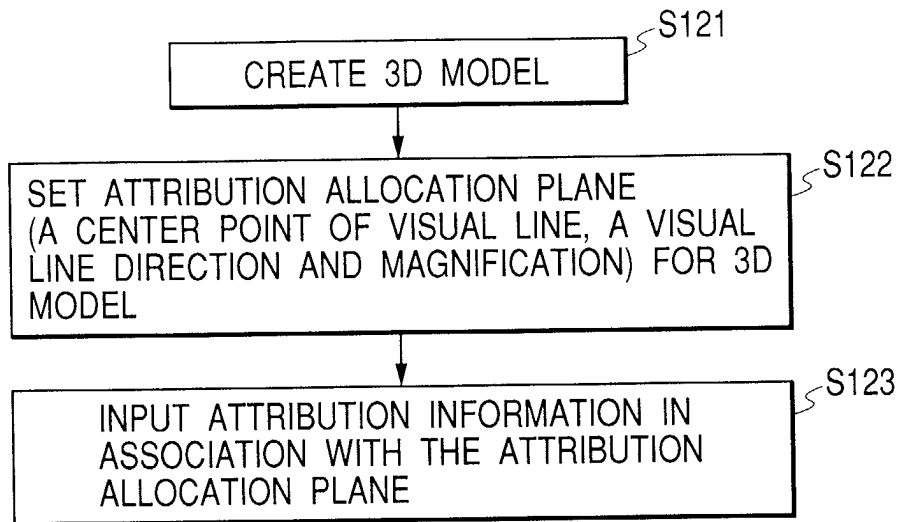 S121
CREATE 3D MODEL
S122
SET ATTRIBUTION ALLOCATION PLANE
(A CENTER POINT OF VISUAL LINE, A VISUAL
LINE DIRECTION AND MAGNIFICATION) FOR 3D
MODEL
S123
INPUT ATTRIBUTION INFORMATION IN
ASSOCIATION WITH THE ATTRIBUTION
ALLOCATION PLANE